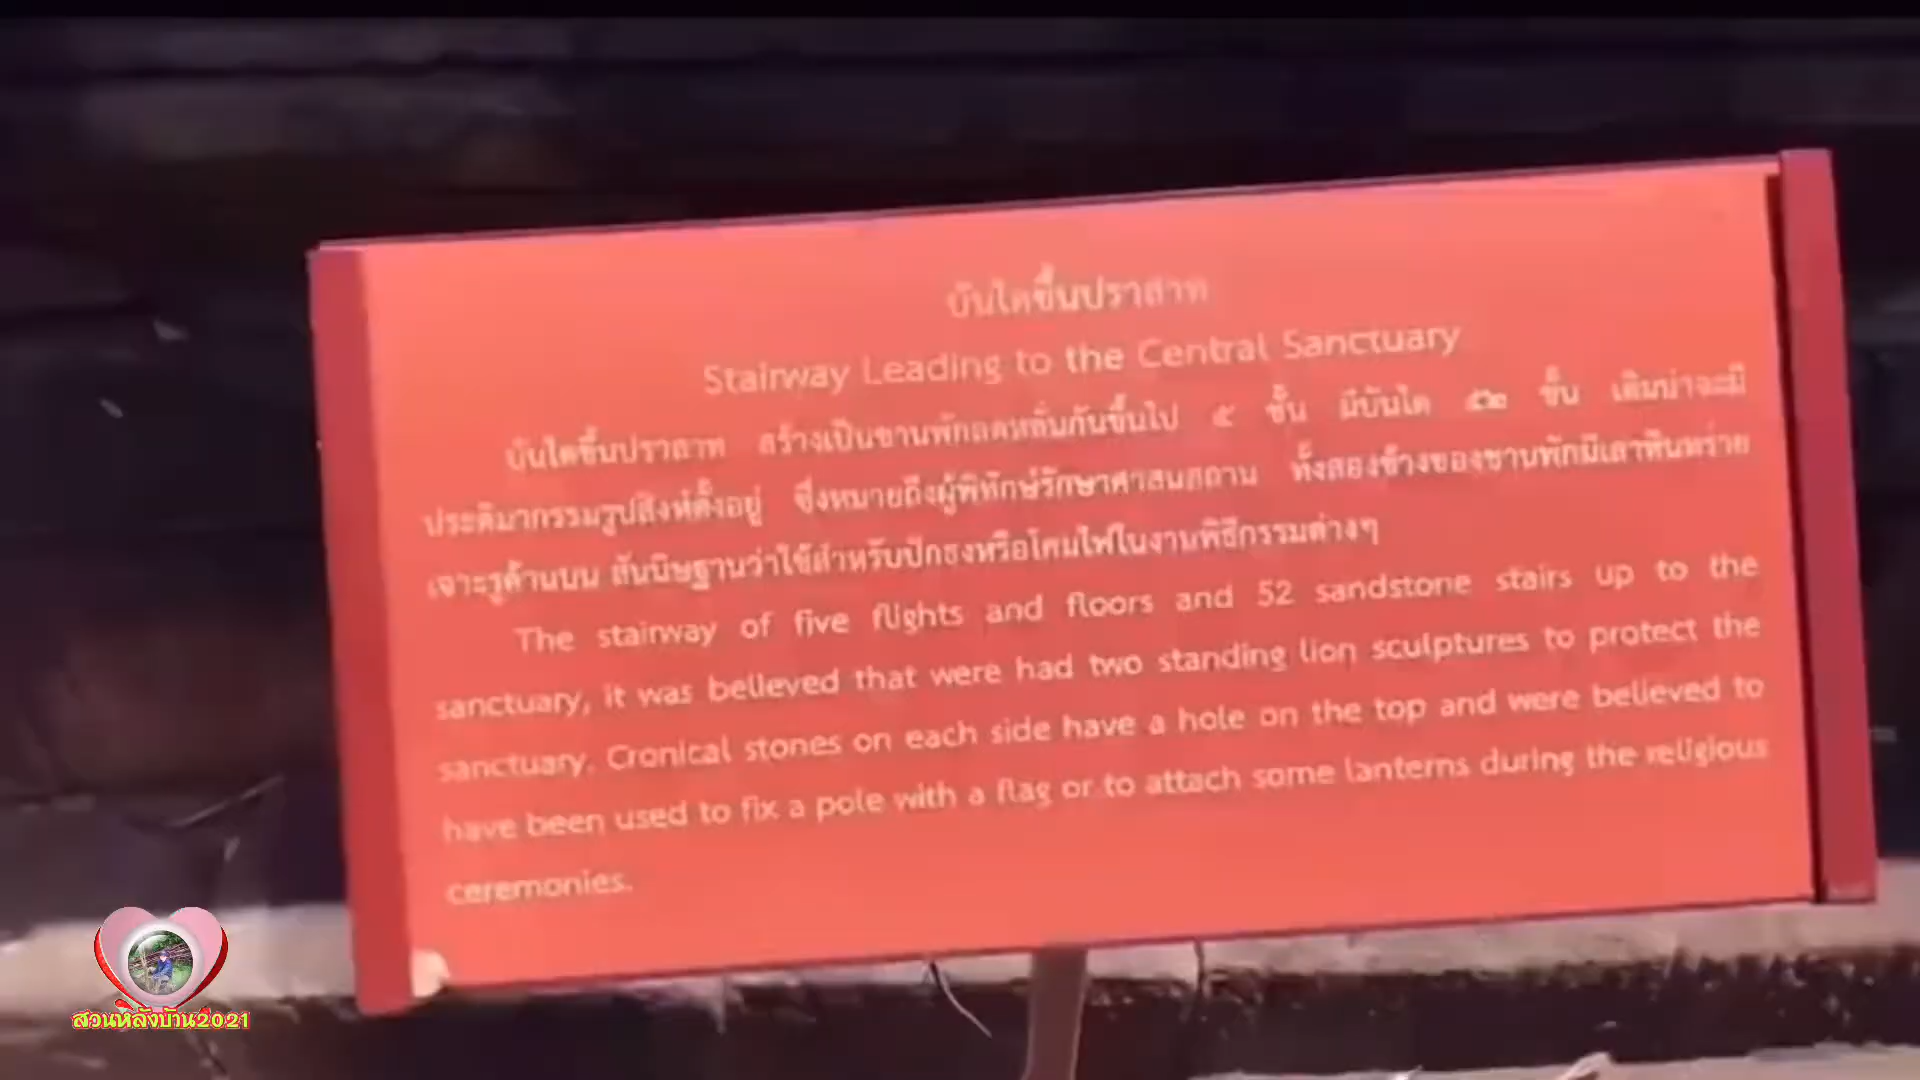 บันไดขึ้นปราสาท
Stairway Leading to the Central Sanctuary
บันไดขึ้นปราสาท สร้างเป็นชานพักลดหลั่นกันขึ้นไป ๕ ชั้น มีบันได ๕๒ ขั้น เดิมน่าจะมี
ประติมากรรมรูปสิงห์ตั้งอยู่ ซึ่งหมายถึงผู้พิทักษ์รักษาศาสนสถาน ทั้งสองข้างของชานพักมีเสาหินทราย
เจาะรูด้านบน สันนิษฐานว่าใช้สำหรับปักธงหรือโคมไฟในงานพิธีกรรมต่างๆ
The stairway of five flights and floors and 52 sandstone stairs up to the
sanctuary, it was believed that were had two standing lion sculptures to protect the
sanctuary. Cronical stones on each side have a hole on the top and were believed to
have been used to fix a pole with a flag or to attach some lanterns during the religious
ceremonies.
สวนหลังบ้าน2021